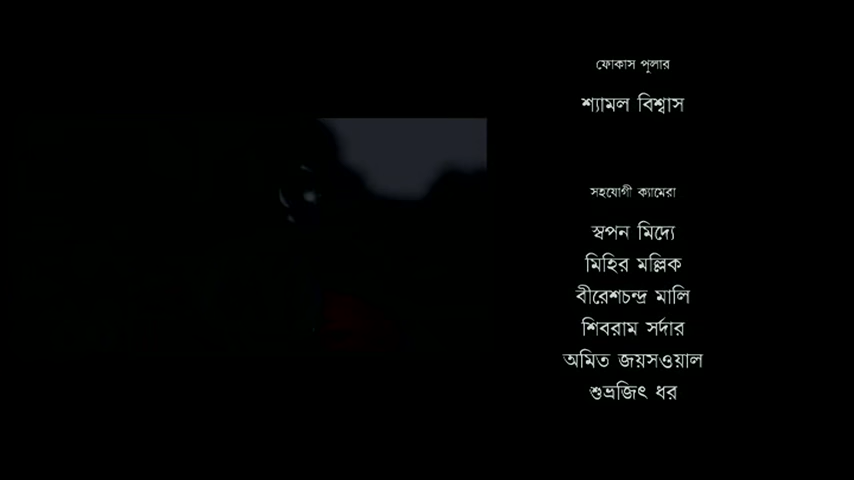 ফোকাস পুলার
শ্যামল বিশ্বাস
সহযোগী ক্যামেরা
স্বপন মিদ্যে
মিহির মল্লিক
বীরেশচন্দ্র মালি
শিবরাম সর্দার
অমিত জয়সওয়াল
শুভ্রজিৎ ধর